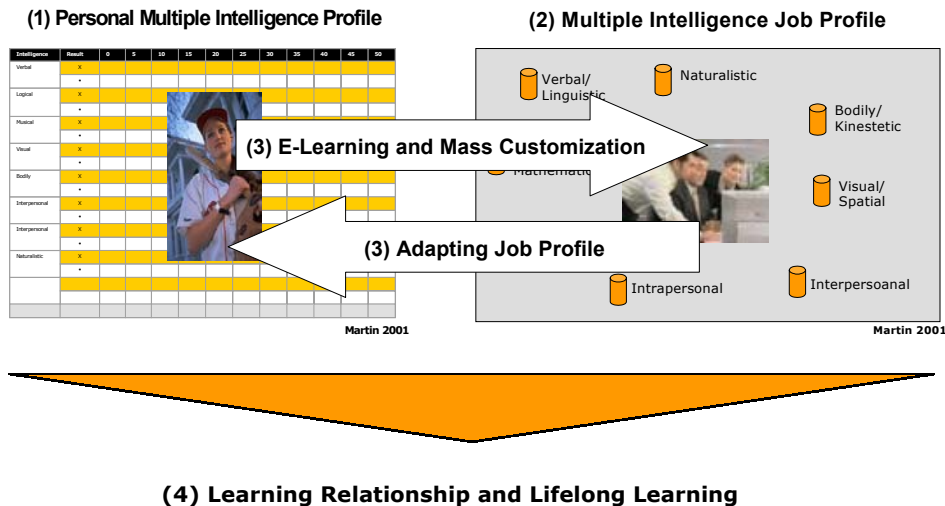 (1) Personal Multiple Intelligence Profile
(2) Multiple Intelligence Job Profile
Intelligence Result 0 5 10 15 20 25 30 35 40 45 50
Verbal X
•
Logical X
•
Musical X
•
Visual X
•
Bodily X
•
Interpersonal X
•
Interpersonal X
•
Naturalistic X
•
Verbal/
Linguistic
Naturalistic
Bodily/
Kinestetic
(3) E-Learning and Mass Customization
Visual/
Spatial
(3) Adapting Job Profile
Intrapersonal
Interpersoanal
Martin 2001
Martin 2001
(4) Learning Relationship and Lifelong Learning